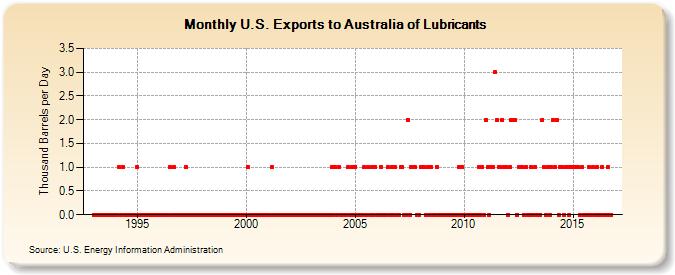 Monthly U.S. Exports to Australia of Lubricants
Thousand Barrels per Day
3.5
3.0
2.5
2.0
1.5
1.0
0.5
0.0
1995 2000 2005 2010 2015
Source: U.S. Energy Information Administration